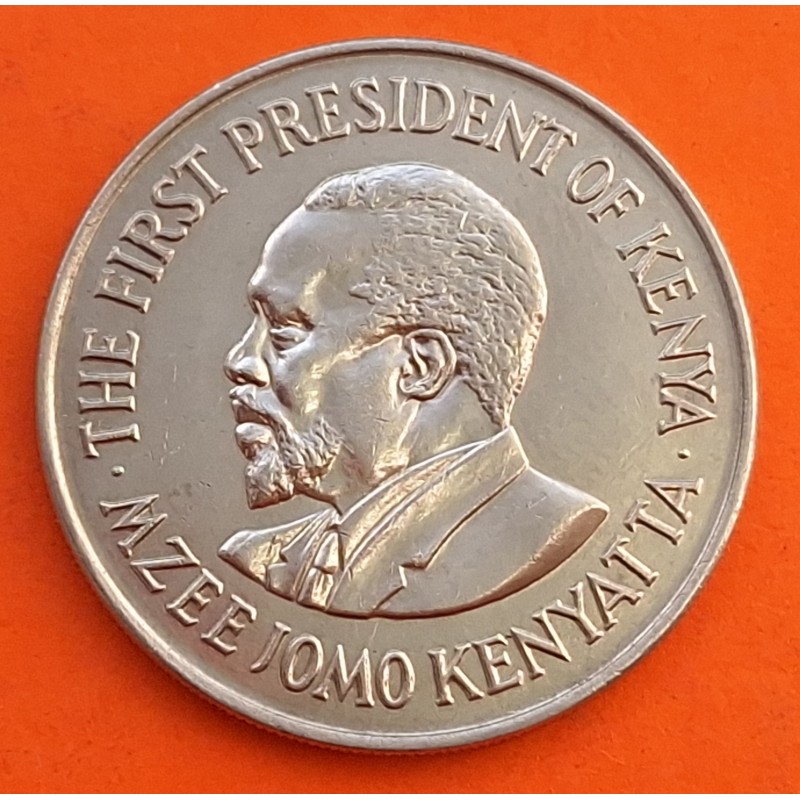 · THE FIRST PRESIDENT OF KENYA ·
MZEE JOMO KENYATTA